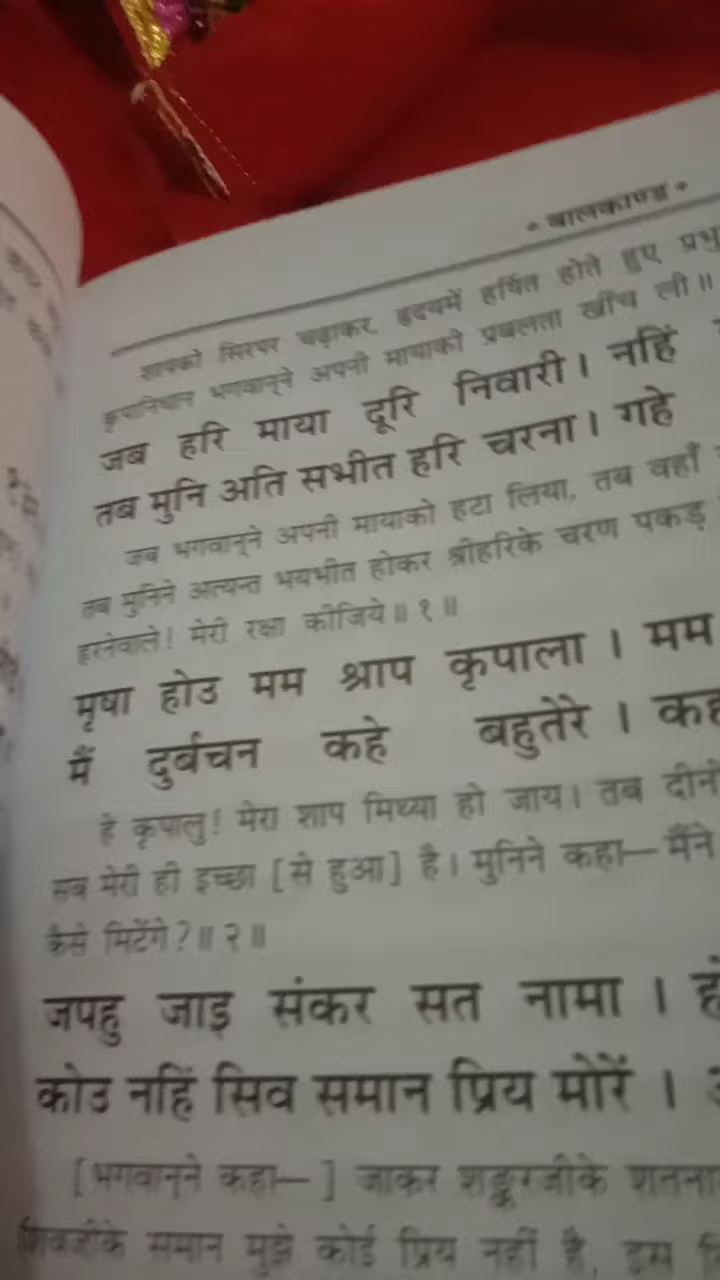 • बालकाण्ड •
शापको सिरपर चढ़ाकर, हृदयमें हर्षित होते हुए प्रभु
कृपानिधान भगवान्‌ने अपनी मायाकी प्रबलता खींच ली॥
जब हरि माया दूरि निवारी। नहिं
तब मुनि अति सभीत हरि चरना। गहे
जब भगवान्‌ने अपनी मायाको हटा लिया, तब वहाँ
तब मुनिने अत्यन्त भयभीत होकर श्रीहरिके चरण पकड़
हरनेवाले! मेरी रक्षा कीजिये॥ १॥
मृषा होउ मम श्राप कृपाला। मम
मैं दुर्बचन कहे बहुतेरे। कह
हे कृपालु! मेरा शाप मिथ्या हो जाय। तब दीनों
सब मेरी ही इच्छा [से हुआ] है। मुनिने कहा—मैंने
कैसे मिटेंगे?॥ २॥
जपहु जाइ संकर सत नामा।
कोउ नहिं सिव समान प्रिय मोरें।
[भगवान्‌ने कहा—] जाकर शङ्करजीके शतना
शिवजीके समान मुझे कोई प्रिय नहीं है, इस